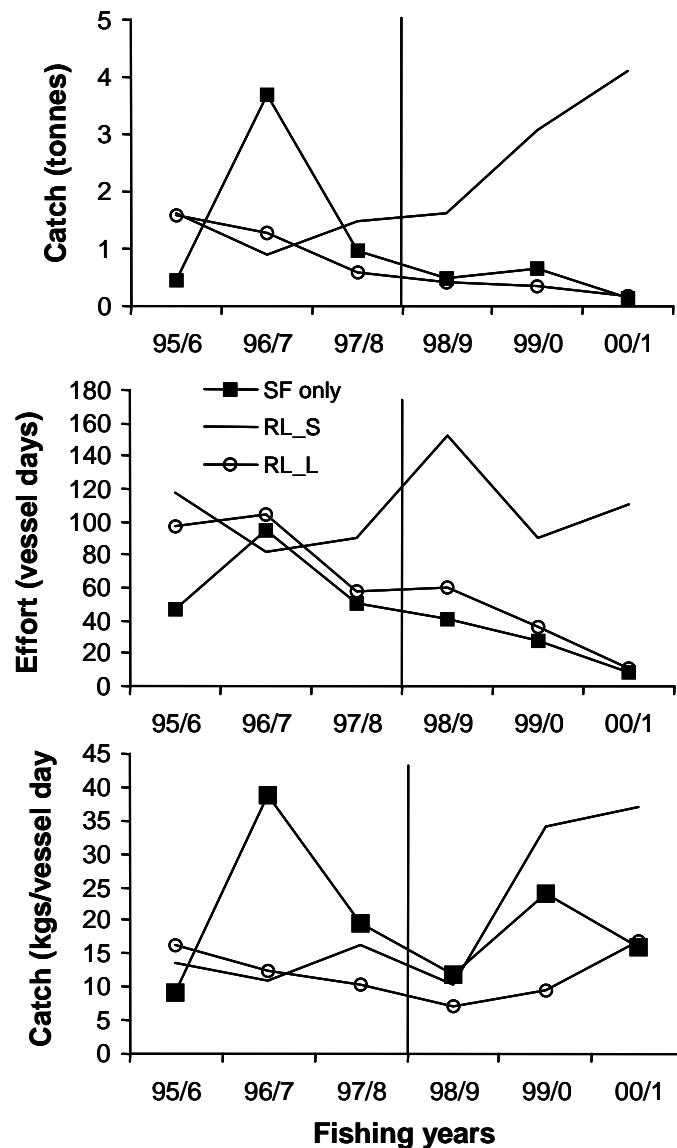 Catch (tonnes)
5
4
3
2
1
0
95/6 96/7 97/8 98/9 99/0 00/1
Effort (vessel days)
180
160
140
120
100
80
60
40
20
0
SF only
RL_S
RL_L
95/6 96/7 97/8 98/9 99/0 00/1
Catch (kgs/vessel day
45
40
35
30
25
20
15
10
5
0
95/6 96/7 97/8 98/9 99/0 00/1
Fishing years